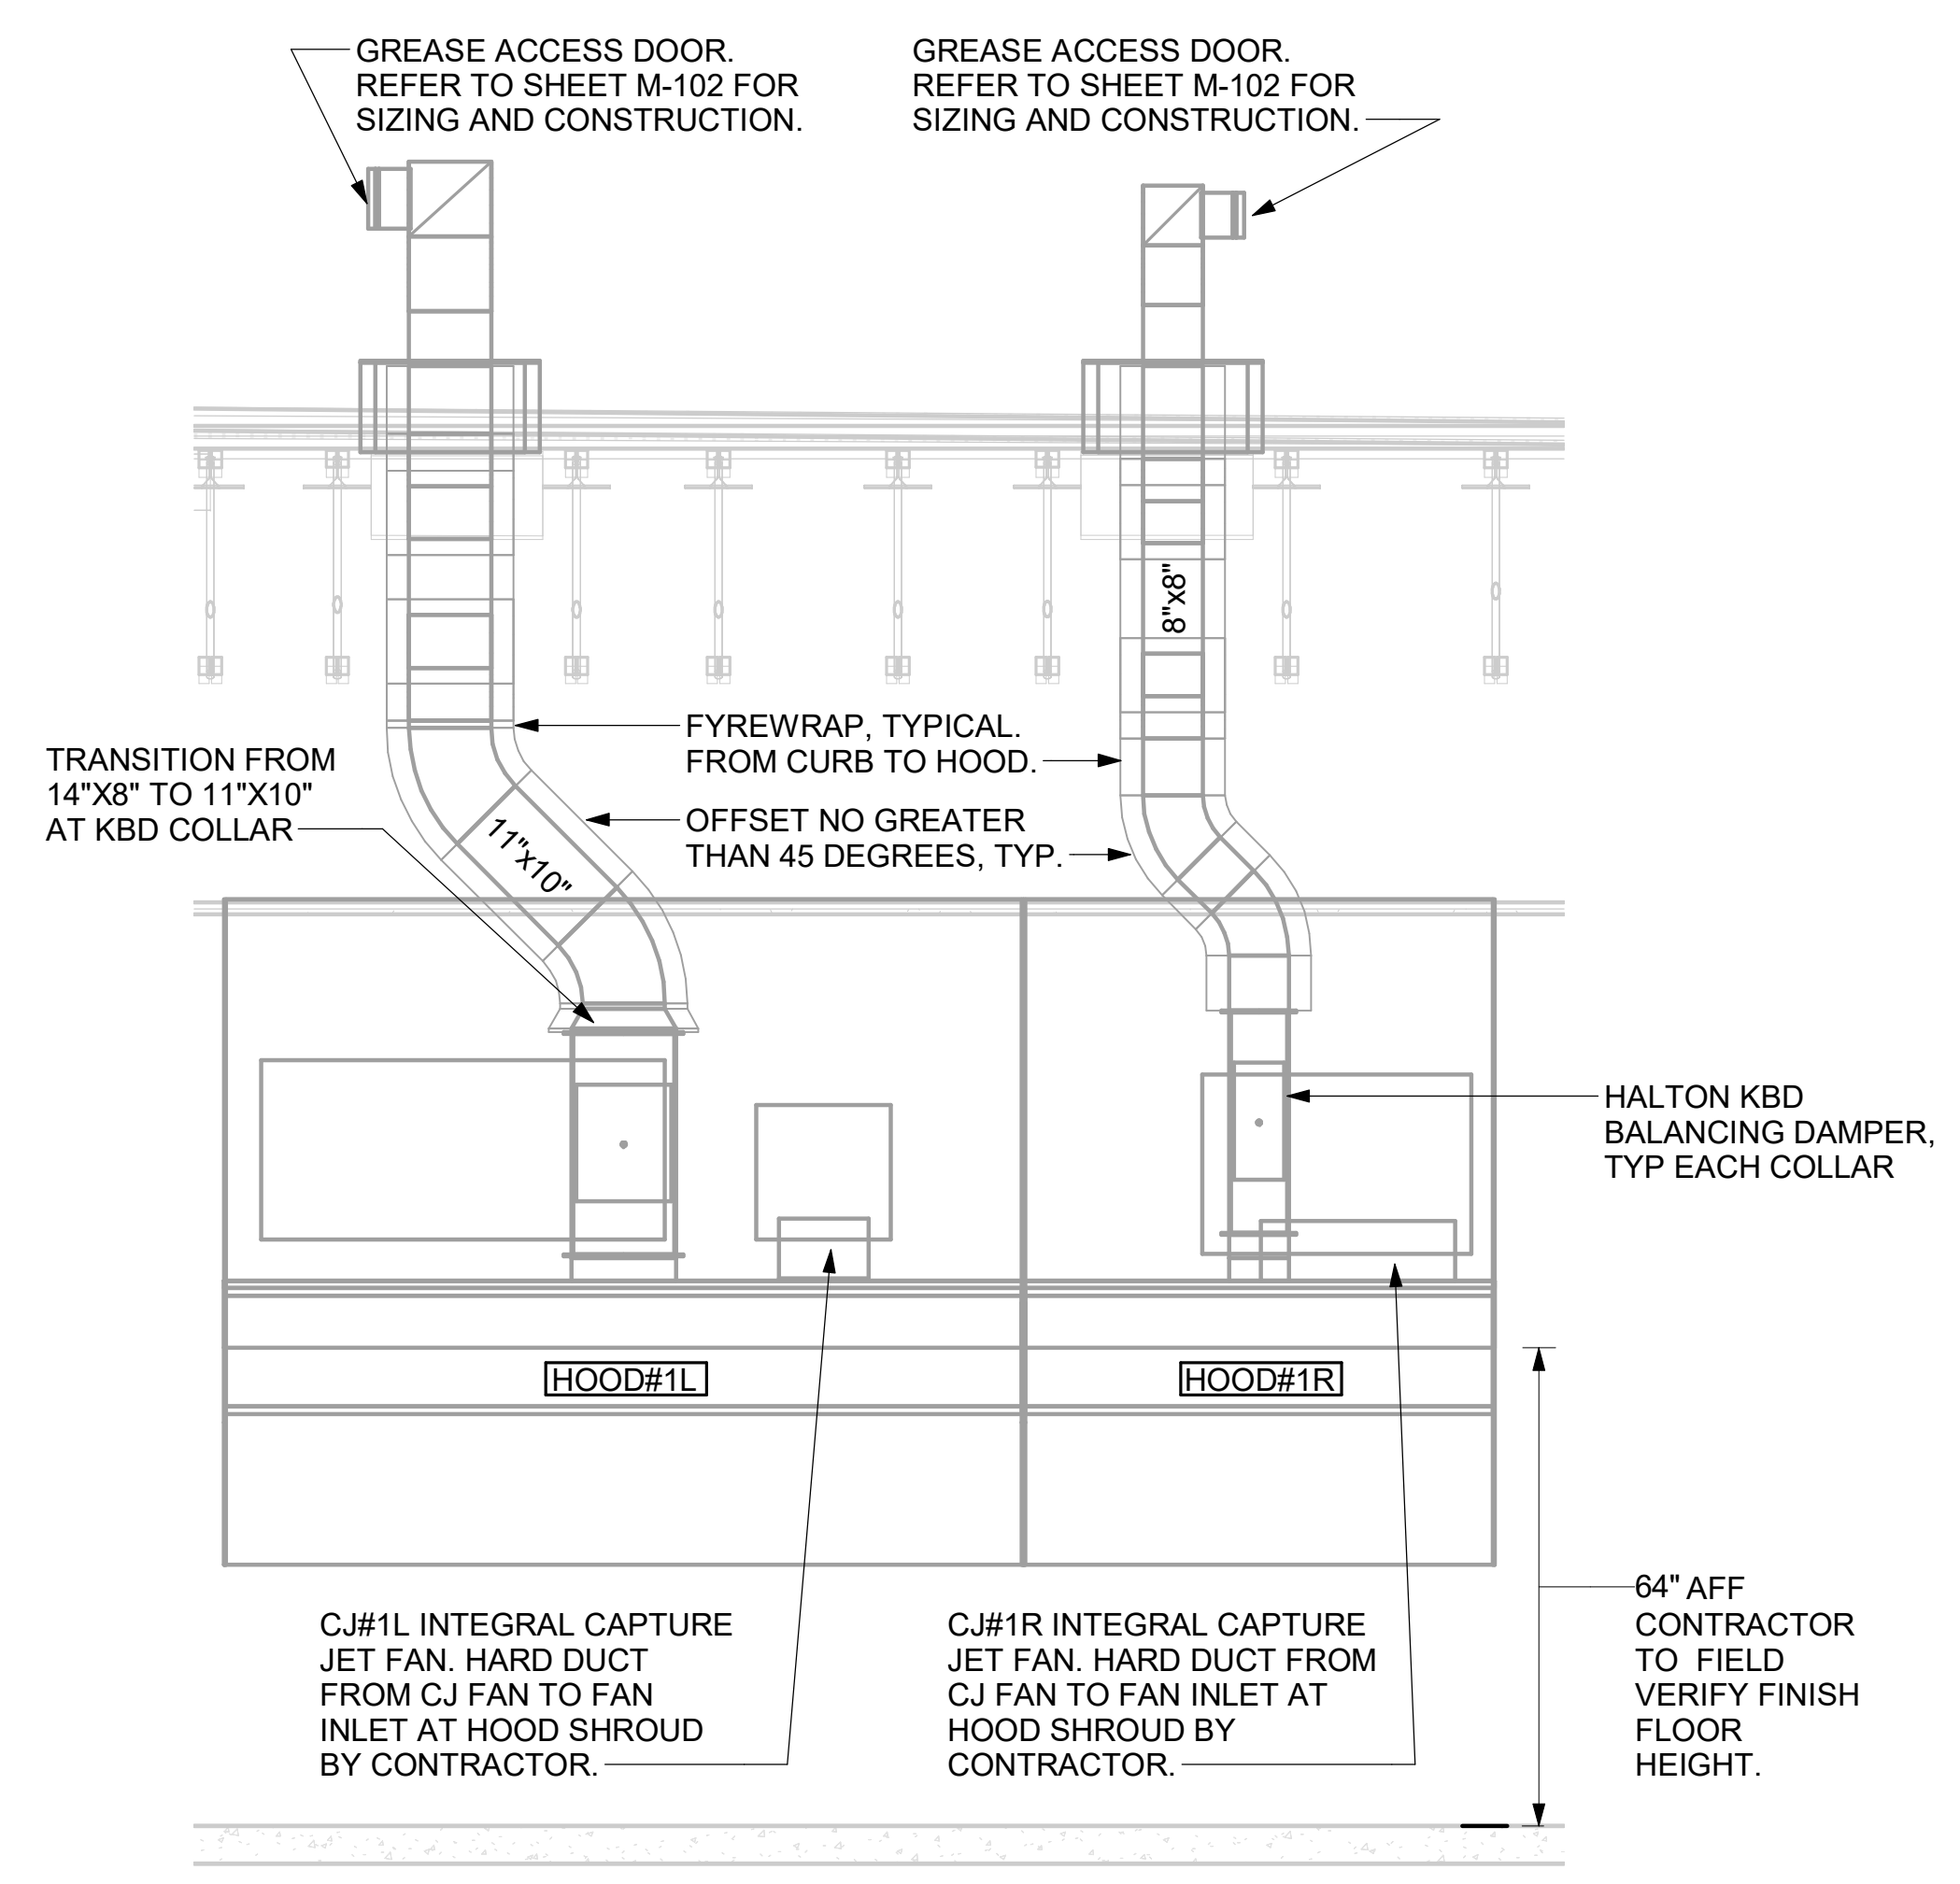 GREASE ACCESS DOOR.
REFER TO SHEET M-102 FOR
SIZING AND CONSTRUCTION.
GREASE ACCESS DOOR.
REFER TO SHEET M-102 FOR
SIZING AND CONSTRUCTION.
8"x8"
FYREWRAP, TYPICAL.
FROM CURB TO HOOD.
TRANSITION FROM
14"X8" TO 11"X10"
AT KBD COLLAR
OFFSET NO GREATER
THAN 45 DEGREES, TYP.
11"x10"
HALTON KBD
BALANCING DAMPER,
TYP EACH COLLAR
HOOD#1L
HOOD#1R
CJ#1L INTEGRAL CAPTURE
JET FAN. HARD DUCT
FROM CJ FAN TO FAN
INLET AT HOOD SHROUD
BY CONTRACTOR.
CJ#1R INTEGRAL CAPTURE
JET FAN. HARD DUCT FROM
CJ FAN TO FAN INLET AT
HOOD SHROUD BY
CONTRACTOR.
64" AFF
CONTRACTOR
TO FIELD
VERIFY FINISH
FLOOR
HEIGHT.